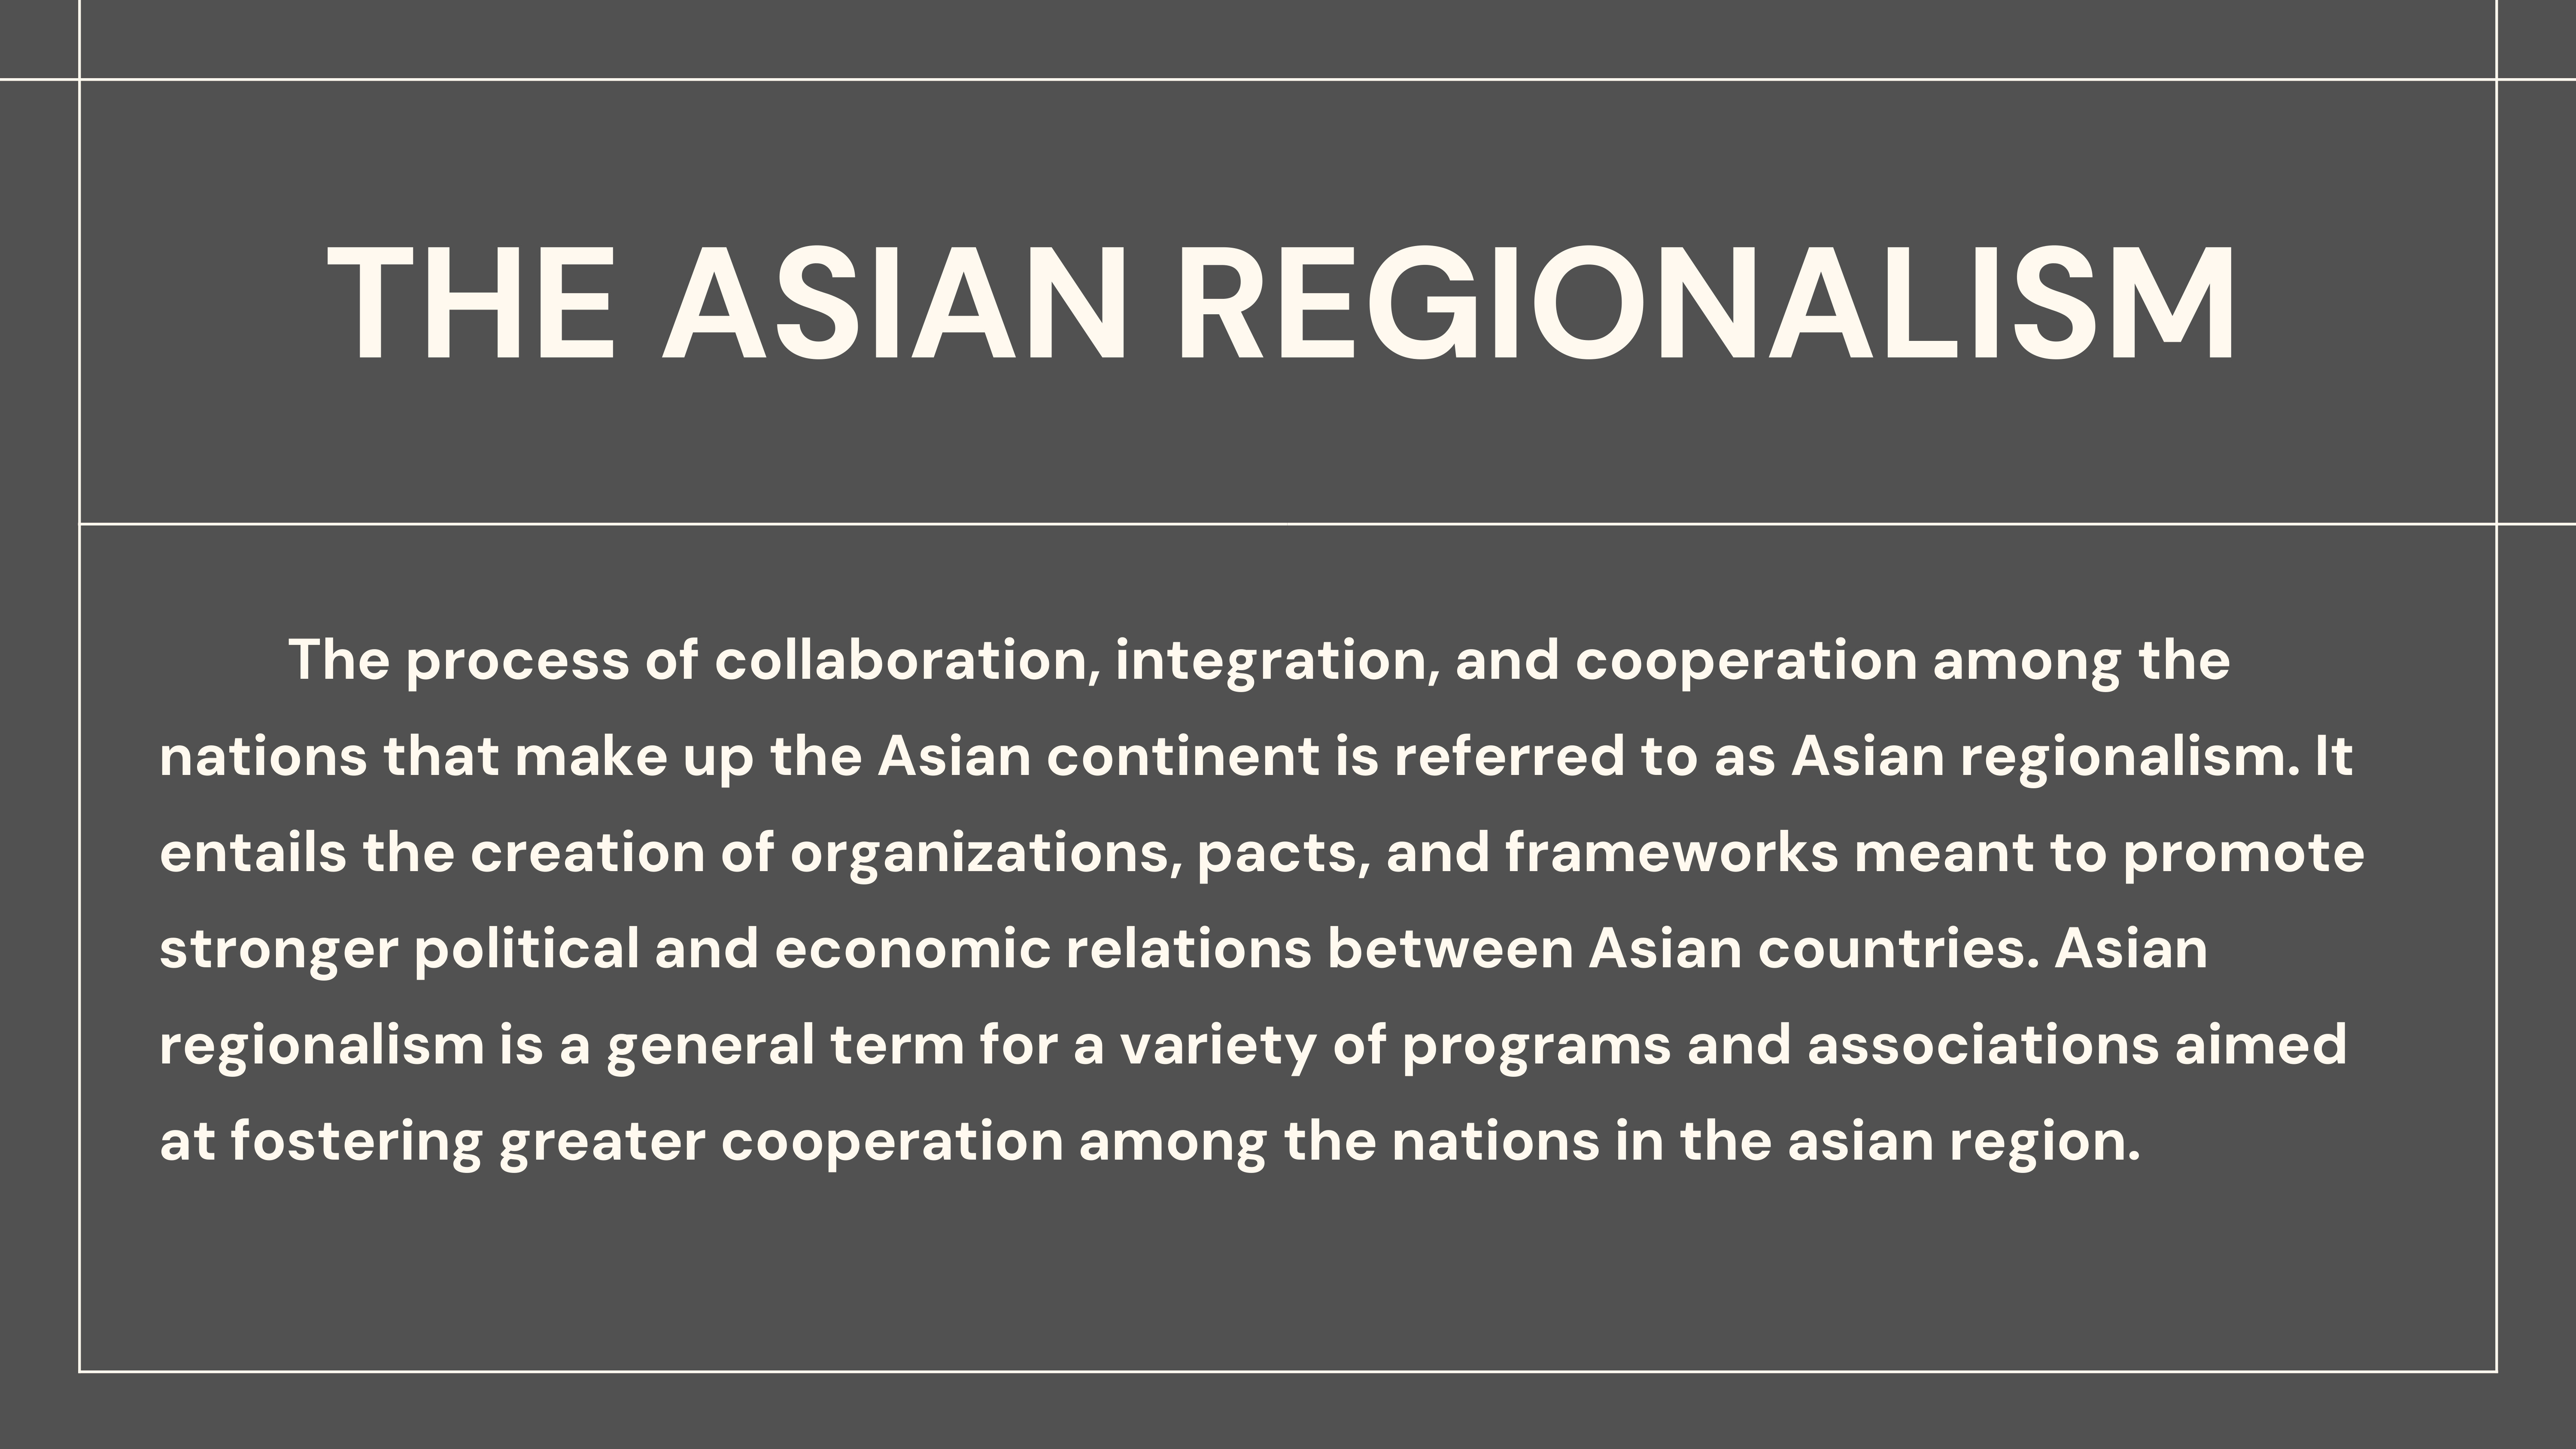 THE ASIAN REGIONALISM
The process of collaboration, integration, and cooperation among the
nations that make up the Asian continent is referred to as Asian regionalism. It
entails the creation of organizations, pacts, and frameworks meant to promote
stronger political and economic relations between Asian countries. Asian
regionalism is a general term for a variety of programs and associations aimed
at fostering greater cooperation among the nations in the asian region.